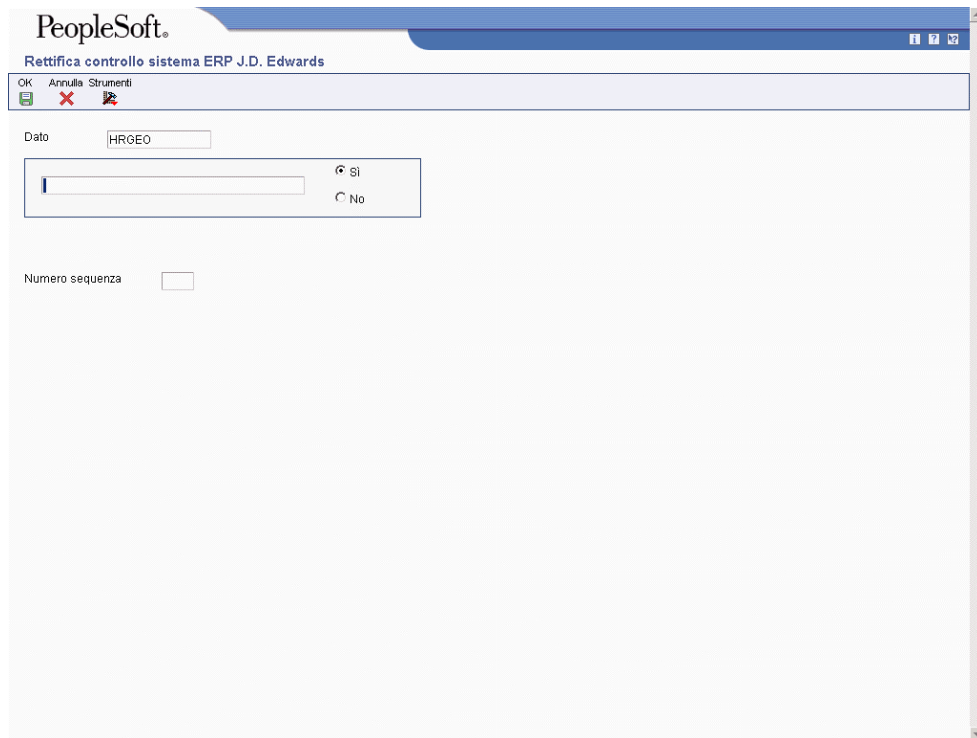 PeopleSoft®
Rettifica controllo sistema ERP J.D. Edwards
OK Annulla Strumenti
Dato HRGEO
Sì
No
Numero sequenza